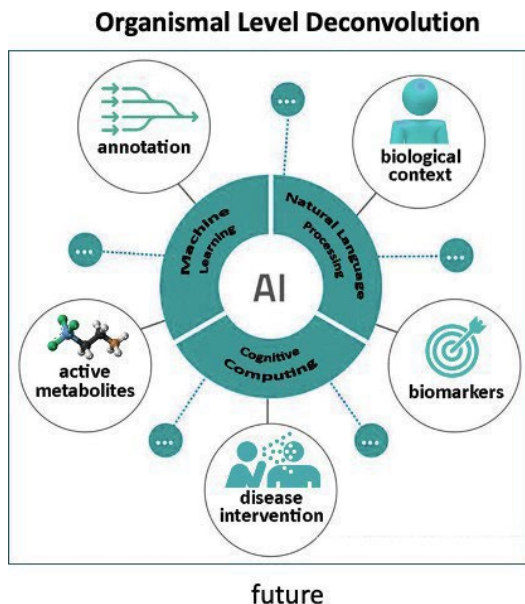 Organismal Level Deconvolution
annotation
...
biological
context
Machine
Learning
Natural Language
Processing
AI
...
...
Cognitive
Computing
active
metabolites
biomarkers
...
...
disease
intervention
future